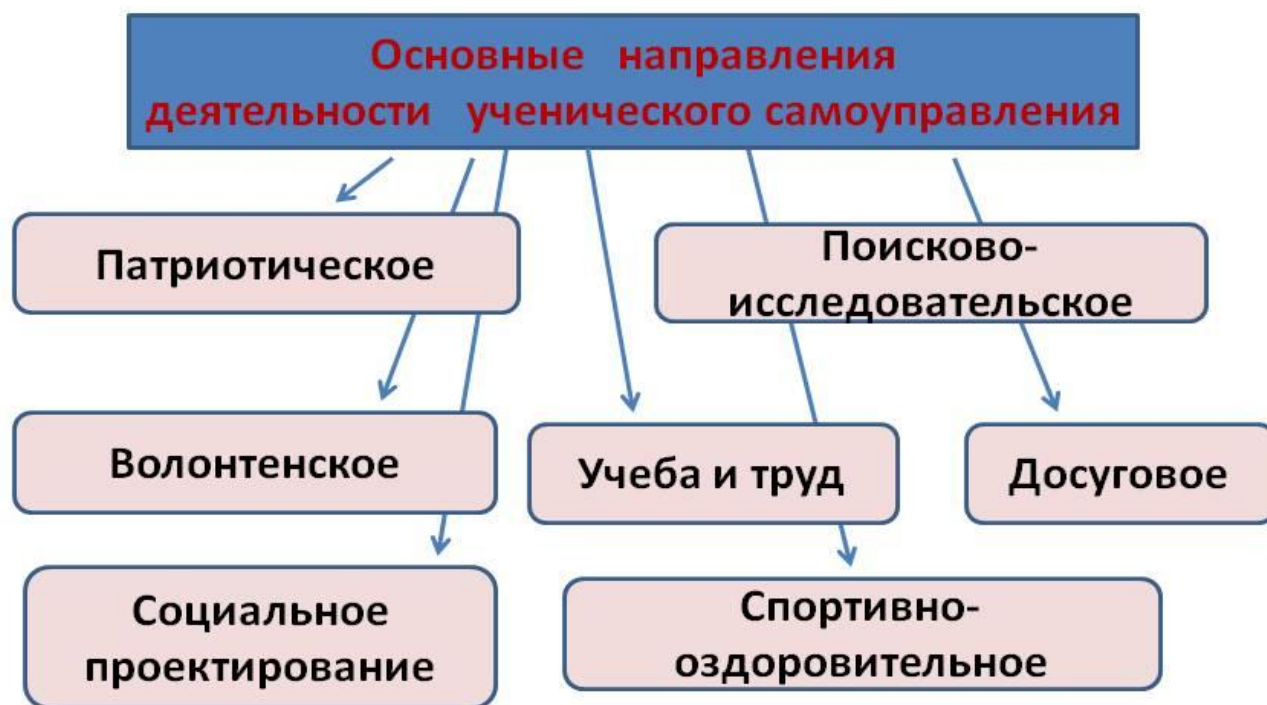 Основные направления
деятельности ученического самоуправления
Патриотическое
Поисково-
исследовательское
Волонтенское
Учеба и труд
Досуговое
Социальное
проектирование
Спортивно-
оздоровительное